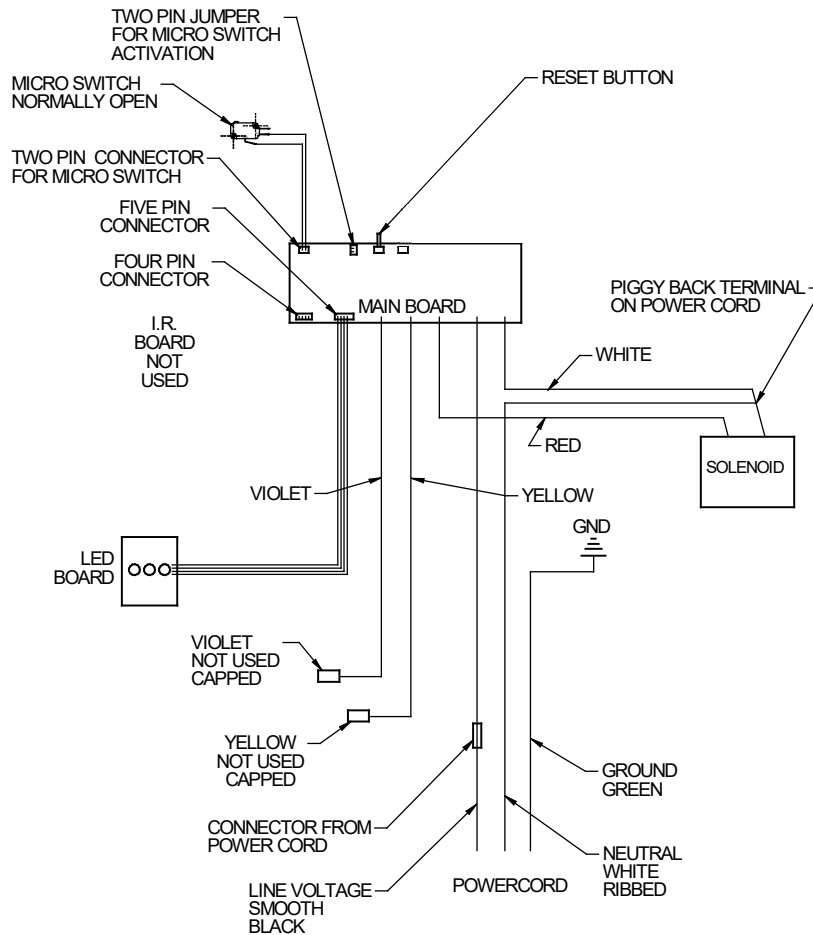 TWO PIN JUMPER
FOR MICRO SWITCH
ACTIVATION
MICRO SWITCH
NORMALLY OPEN
RESET BUTTON
TWO PIN CONNECTOR
FOR MICRO SWITCH
FIVE PIN
CONNECTOR
FOUR PIN
CONNECTOR
MAIN BOARD
PIGGY BACK TERMINAL
ON POWER CORD
I.R.
BOARD
NOT
USED
WHITE
RED
SOLENOID
VIOLET
YELLOW
GND
LED
BOARD
VIOLET
NOT USED
CAPPED
YELLOW
NOT USED
CAPPED
GROUND
GREEN
CONNECTOR FROM
POWER CORD
LINE VOLTAGE
SMOOTH
BLACK
POWERCORD
NEUTRAL
WHITE
RIBBED